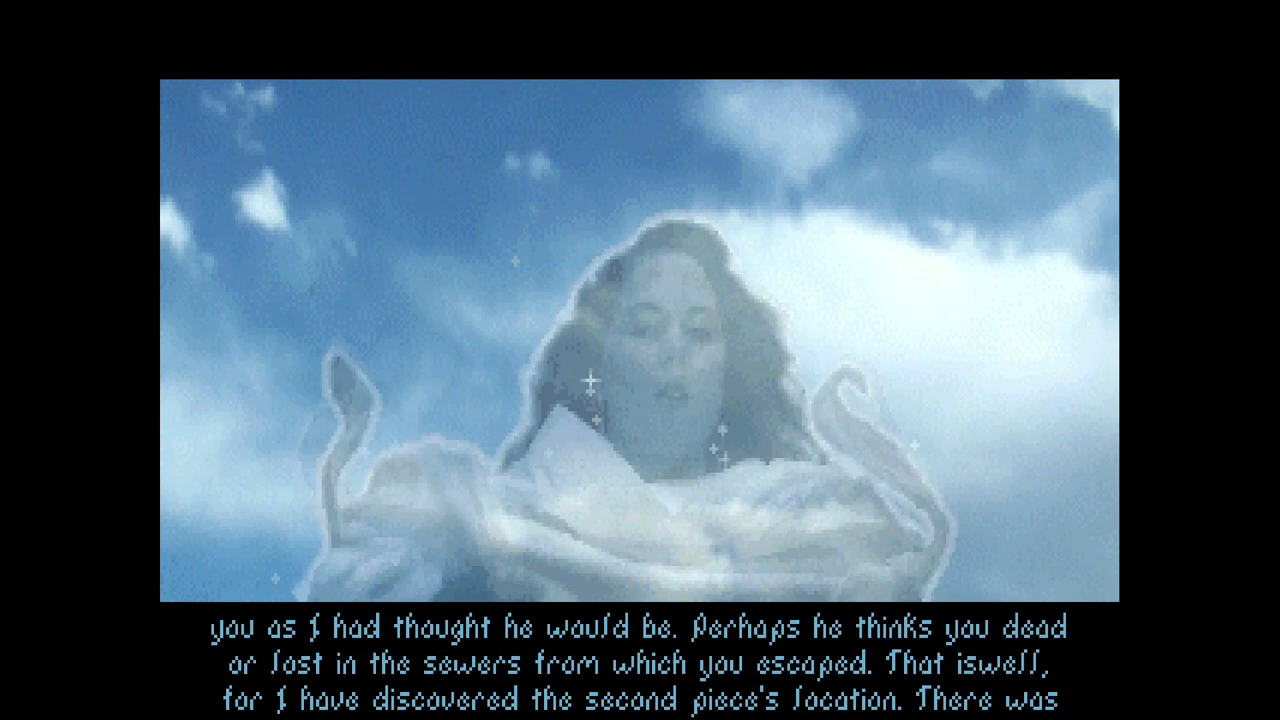 you as I had thought he would be. Perhaps he thinks you dead
or lost in the sewers from which you escaped. That iswell,
for I have discovered the second piece's location. There was